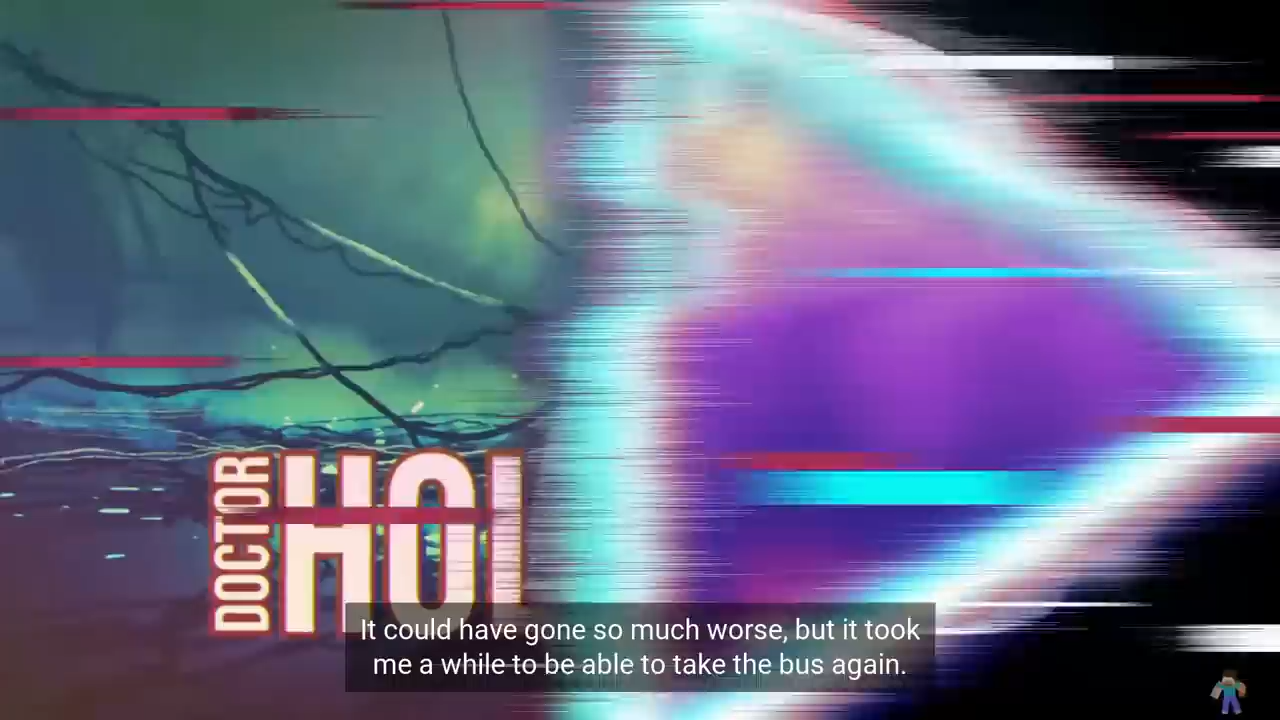 DOCTOR
HOL
It could have gone so much worse, but it took
me a while to be able to take the bus again.